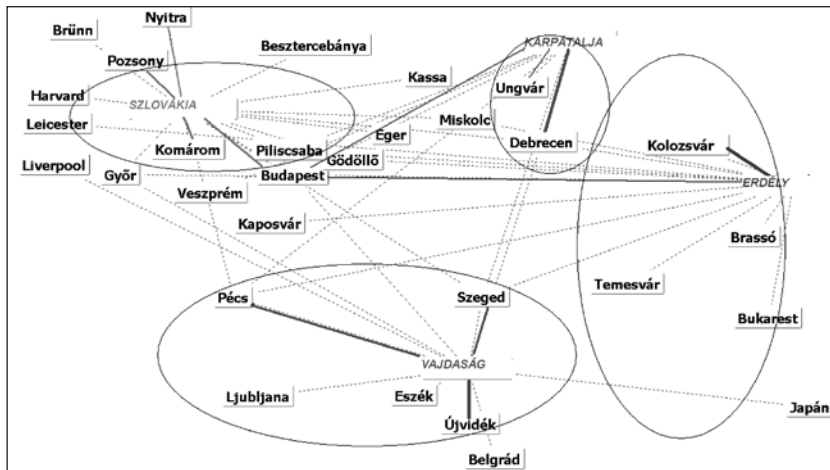 Nyitra
Brünn
Besztercebánya
KÁRPÁTALJA
Pozsony
Kassa
Ungvár
Harvard
SZLOVÁKIA
Leicester
Miskolc
Éger
Debrecen
Kolozsvár
Komárom
Piliscsaba
Liverpool
Gödöllő
Győr
Budapest
ERDÉLY
Veszprém
Kaposvár
Brassó
Temesvár
Pécs
Szeged
Bukarest
VAJDASÁG
Ljubljana
Eszék
Japán
Újvidék
Belgrád